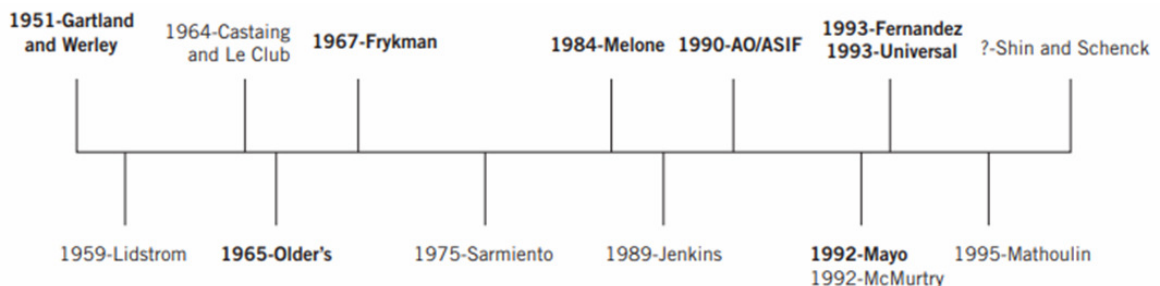 1951-Gartland
and Werley
1964-Castaing
and Le Club
1967-Frykman
1984-Melone
1990-AO/ASIF
1993-Fernandez
1993-Universal
?-Shin and Schenck
1959-Lidstrom
1965-Older's
1975-Sarmiento
1989-Jenkins
1992-Mayo
1992-McMurtry
1995-Mathoulin